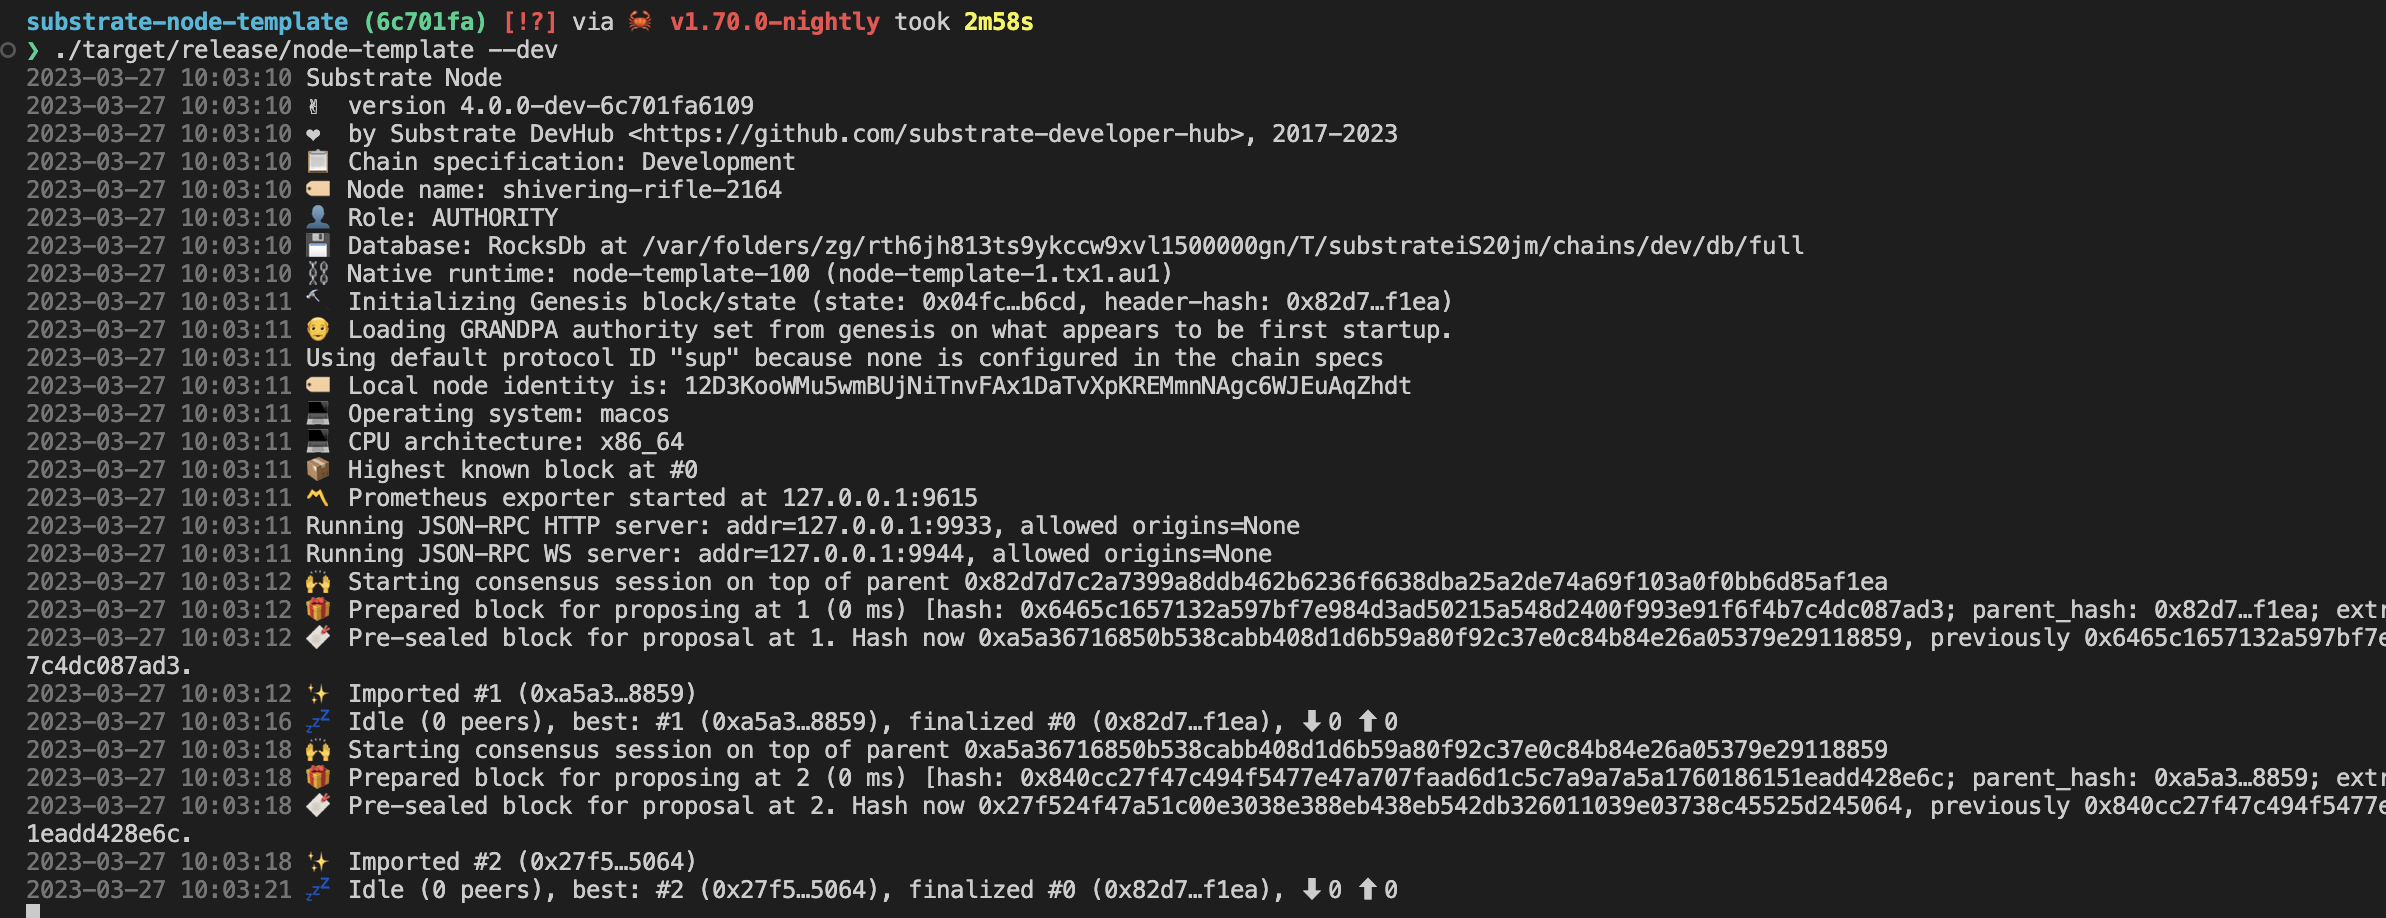 substrate-node-template (6c701fa) [!?] via 🦀 v1.70.0-nightly took 2m58s
❯ ./target/release/node-template --dev
2023-03-27 10:03:10 Substrate Node
2023-03-27 10:03:10 ✌️ version 4.0.0-dev-6c701fa6109
2023-03-27 10:03:10 ❤️ by Substrate DevHub <https://github.com/substrate-developer-hub>, 2017-2023
2023-03-27 10:03:10 📋 Chain specification: Development
2023-03-27 10:03:10 🏷 Node name: shivering-rifle-2164
2023-03-27 10:03:10 👤 Role: AUTHORITY
2023-03-27 10:03:10 💾 Database: RocksDb at /var/folders/zg/rth6jh813ts9ykccw9xvl1500000gn/T/substrateiS20jm/chains/dev/db/full
2023-03-27 10:03:10 ⛓ Native runtime: node-template-100 (node-template-1.tx1.au1)
2023-03-27 10:03:11 🔨 Initializing Genesis block/state (state: 0x04fc…b6cd, header-hash: 0x82d7…f1ea)
2023-03-27 10:03:11 👴 Loading GRANDPA authority set from genesis on what appears to be first startup.
2023-03-27 10:03:11 Using default protocol ID "sup" because none is configured in the chain specs
2023-03-27 10:03:11 🏷 Local node identity is: 12D3KooWMu5wmBUjNiTnvFAx1DaTvXpKREMmnNAgc6WJEuAqZhdt
2023-03-27 10:03:11 💻 Operating system: macos
2023-03-27 10:03:11 💻 CPU architecture: x86_64
2023-03-27 10:03:11 📦 Highest known block at #0
2023-03-27 10:03:11 〽️ Prometheus exporter started at 127.0.0.1:9615
2023-03-27 10:03:11 Running JSON-RPC HTTP server: addr=127.0.0.1:9933, allowed origins=None
2023-03-27 10:03:11 Running JSON-RPC WS server: addr=127.0.0.1:9944, allowed origins=None
2023-03-27 10:03:12 🙌 Starting consensus session on top of parent 0x82d7d7c2a7399a8ddb462b6236f6638dba25a2de74a69f103a0f0bb6d85af1ea
2023-03-27 10:03:12 🎁 Prepared block for proposing at 1 (0 ms) [hash: 0x6465c1657132a597bf7e984d3ad50215a548d2400f993e91f6f4b7c4dc087ad3; parent_hash: 0x82d7…f1ea; extr
2023-03-27 10:03:12 🔖 Pre-sealed block for proposal at 1. Hash now 0xa5a36716850b538cabb408d1d6b59a80f92c37e0c84b84e26a05379e29118859, previously 0x6465c1657132a597bf7e
7c4dc087ad3.
2023-03-27 10:03:12 ✨ Imported #1 (0xa5a3…8859)
2023-03-27 10:03:16 💤 Idle (0 peers), best: #1 (0xa5a3…8859), finalized #0 (0x82d7…f1ea), ⬇ 0 ⬆ 0
2023-03-27 10:03:18 🙌 Starting consensus session on top of parent 0xa5a36716850b538cabb408d1d6b59a80f92c37e0c84b84e26a05379e29118859
2023-03-27 10:03:18 🎁 Prepared block for proposing at 2 (0 ms) [hash: 0x840cc27f47c494f5477e47a707faad6d1c5c7a9a7a5a1760186151eadd428e6c; parent_hash: 0xa5a3…8859; extr
2023-03-27 10:03:18 🔖 Pre-sealed block for proposal at 2. Hash now 0x27f524f47a51c00e3038e388eb438eb542db326011039e03738c45525d245064, previously 0x840cc27f47c494f5477e
1eadd428e6c.
2023-03-27 10:03:18 ✨ Imported #2 (0x27f5…5064)
2023-03-27 10:03:21 💤 Idle (0 peers), best: #2 (0x27f5…5064), finalized #0 (0x82d7…f1ea), ⬇ 0 ⬆ 0